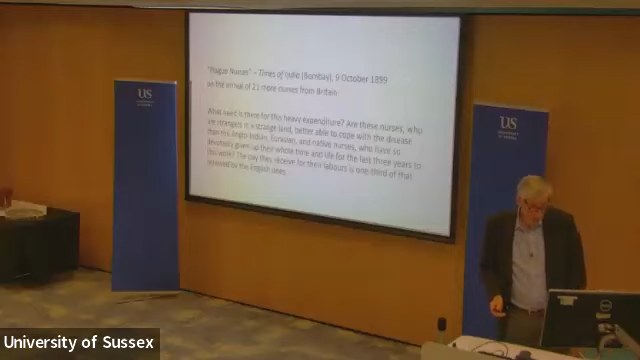 "Plague Nurses" – Times of India (Bombay), 9 October 1899
on the arrival of 21 more nurses from Britain
What need is there for this heavy expenditure? Are these nurses, who
are strangers in a strange land, better able to cope with the disease
than the Anglo Indian, Eurasian, and native nurses, who have so
devotedly given up their whole time and life for the last three years to
this work? The pay they receive for their labours is one-third of that
received by the English ones.
US
US
University of Sussex